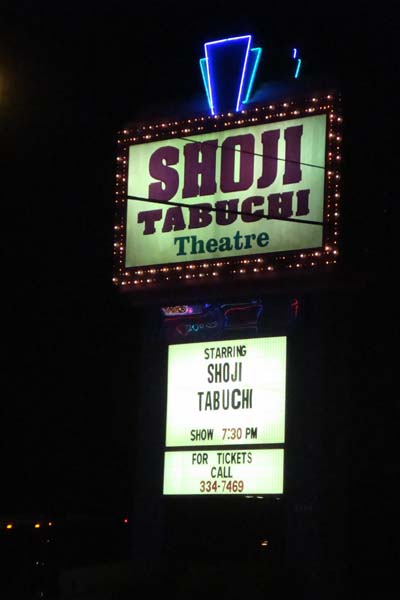 SHOJI
TABUCHI
Theatre
STARRING
SHOJI
TABUCHI
SHOW 7:30 PM
FOR TICKETS
CALL
334-7469